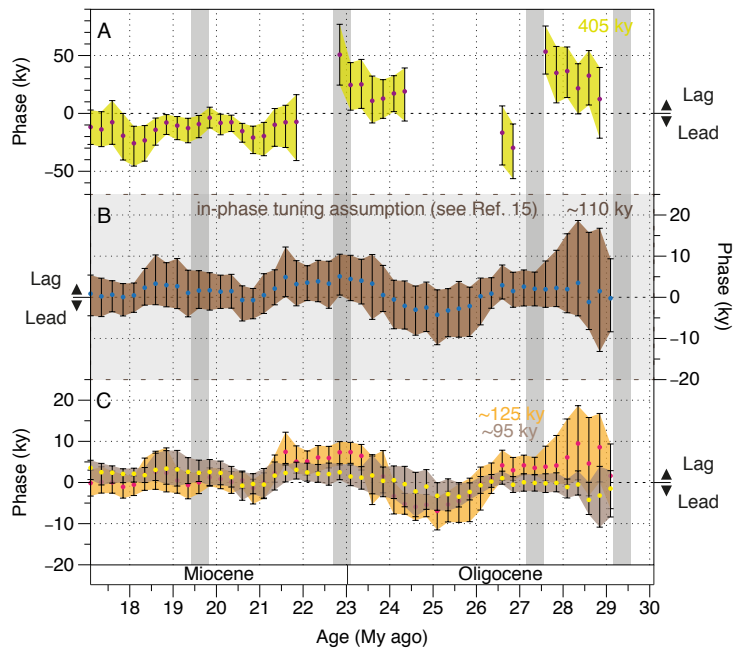 A
405 ky
50
0
−50
Phase (ky)
Lag
Lead
B
in-phase tuning assumption (see Ref. 15)
~110 ky
20
10
0
−10
−20
Phase (ky)
Lag
Lead
C
~125 ky
~95 ky
20
10
0
−10
−20
Phase (ky)
Lag
Lead
Miocene
Oligocene
18 19 20 21 22 23 24 25 26 27 28 29 30
Age (My ago)